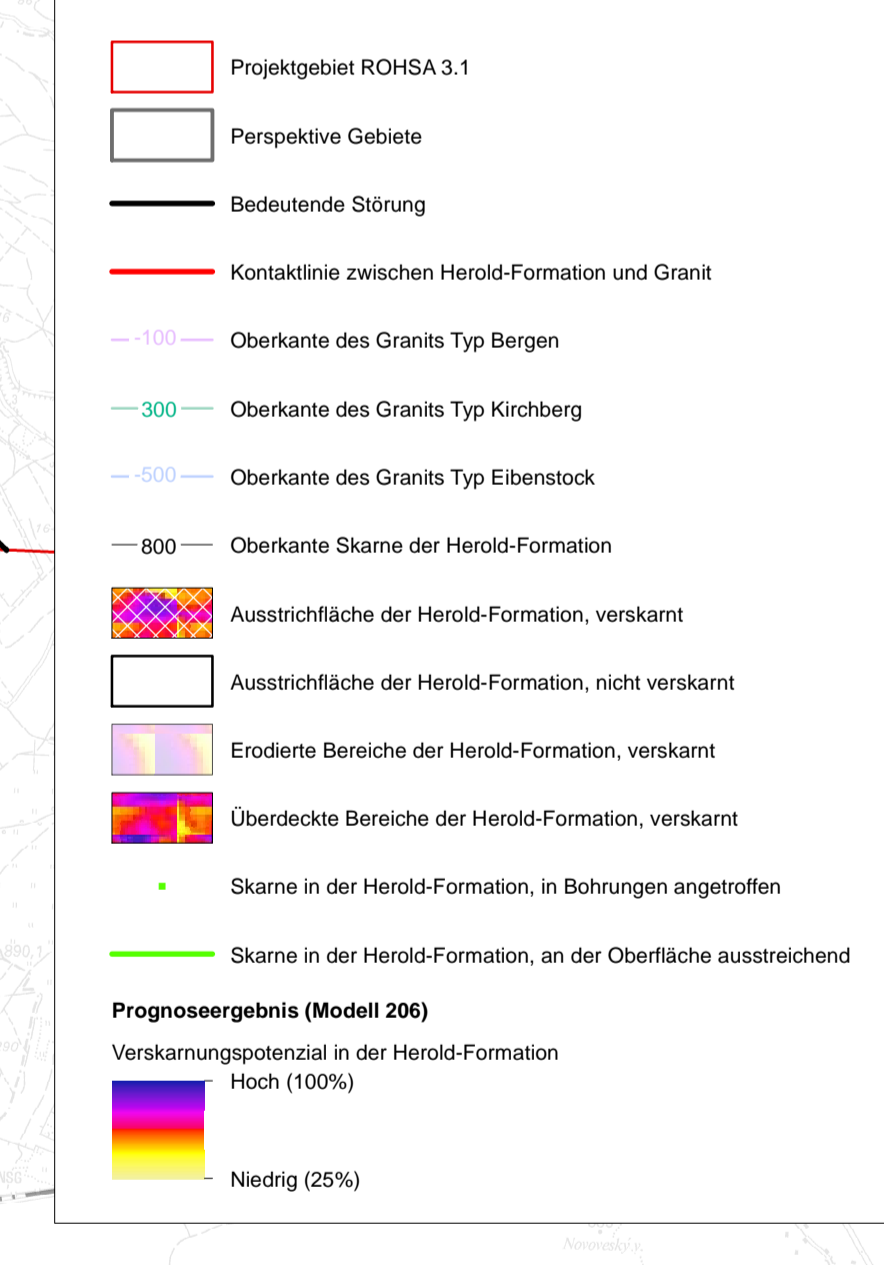 Projektgebiet ROHSA 3.1
Perspektive Gebiete
Bedeutende Störung
Kontaktlinie zwischen Herold-Formation und Granit
-100 Oberkante des Granits Typ Bergen
300 Oberkante des Granits Typ Kirchberg
-500 Oberkante des Granits Typ Eibenstock
800 Oberkante Skarne der Herold-Formation
Ausstrichfläche der Herold-Formation, verskarnt
Ausstrichfläche der Herold-Formation, nicht verskarnt
Erodierte Bereiche der Herold-Formation, verskarnt
Überdeckte Bereiche der Herold-Formation, verskarnt
Skarne in der Herold-Formation, in Bohrungen angetroffen
Skarne in der Herold-Formation, an der Oberfläche ausstreichend
890,1
Prognoseergebnis (Modell 206)
Verskarnungspotenzial in der Herold-Formation
Hoch (100%)
Niedrig (25%)
NSG
Novoveský v.